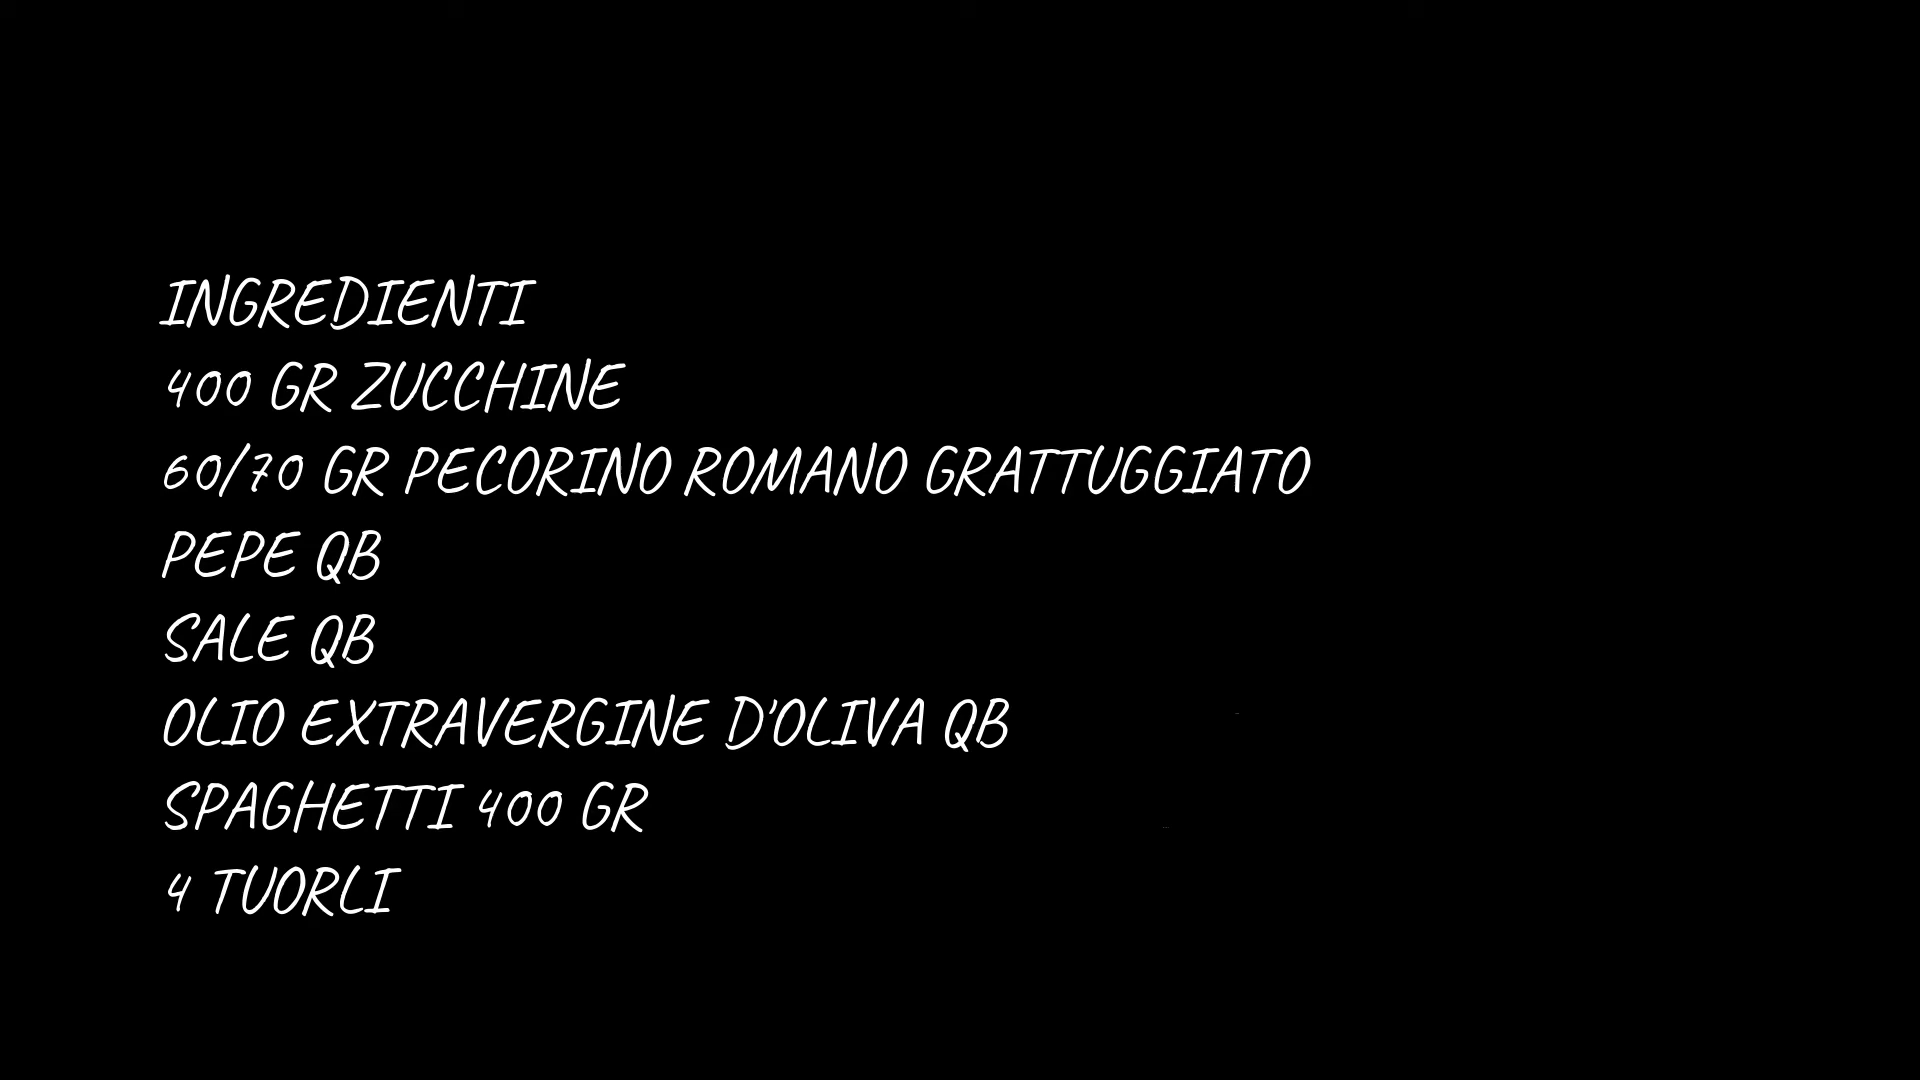 INGREDIENTI
400 GR ZUCCHINE
60/70 GR PECORINO ROMANO GRATTUGGIATO
PEPE QB
SALE QB
OLIO EXTRAVERGINE D'OLIVA QB
SPAGHETTI 400 GR
4 TUORLI